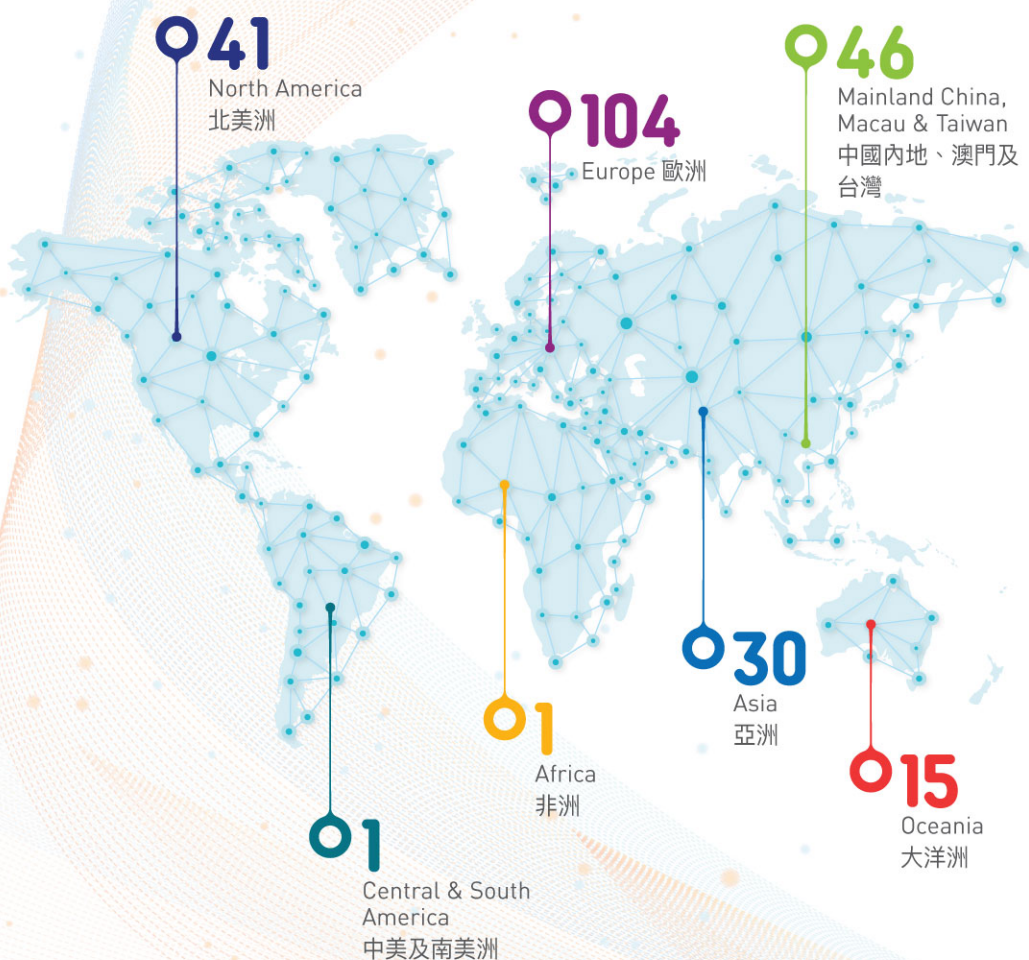 41
North America
北美洲
104
Europe 歐洲
46
Mainland China,
Macau & Taiwan
中國內地、澳門及
台灣
30
Asia
亞洲
1
Africa
非洲
15
Oceania
大洋洲
1
Central & South
America
中美及南美洲